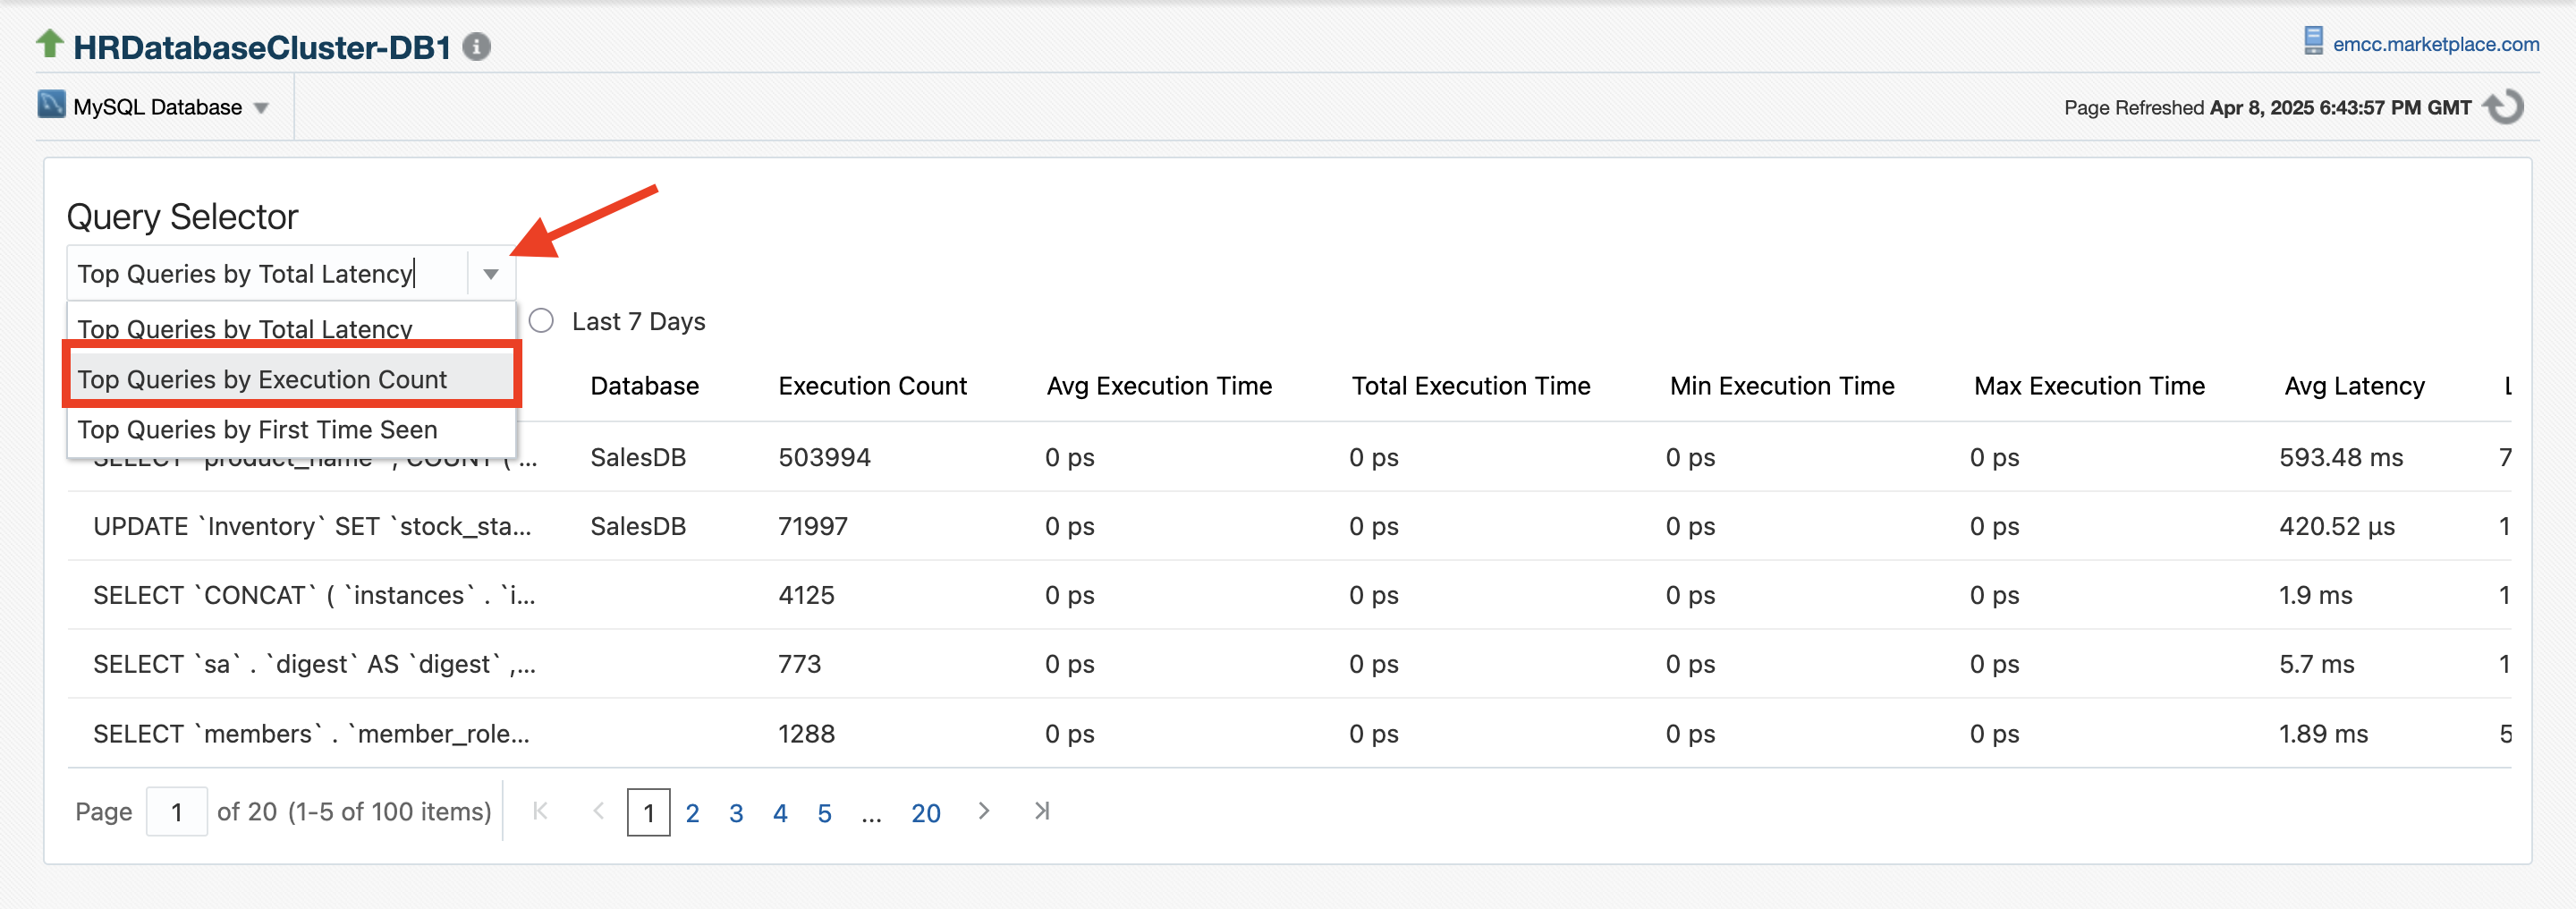 HRDatabaseCluster-DB1
emcc.marketplace.com
MySQL Database
Page Refreshed Apr 8, 2025 6:43:57 PM GMT
Query Selector
Top Queries by Total Latency
Top Queries by Total Latency
Last 7 Days
Top Queries by Execution Count
Top Queries by First Time Seen
Database Execution Count Avg Execution Time Total Execution Time Min Execution Time Max Execution Time Avg Latency
SELECT `product_name` , COUNT ( ... SalesDB 503994 0 ps 0 ps 0 ps 0 ps 593.48 ms 7
UPDATE `Inventory` SET `stock_sta... SalesDB 71997 0 ps 0 ps 0 ps 0 ps 420.52 µs 1
SELECT `CONCAT` ( `instances` . `i... 4125 0 ps 0 ps 0 ps 0 ps 1.9 ms 1
SELECT `sa` . `digest` AS `digest` ,... 773 0 ps 0 ps 0 ps 0 ps 5.7 ms 1
SELECT `members` . `member_role... 1288 0 ps 0 ps 0 ps 0 ps 1.89 ms 5
Page 1 of 20 (1-5 of 100 items) 1 2 3 4 5 ... 20